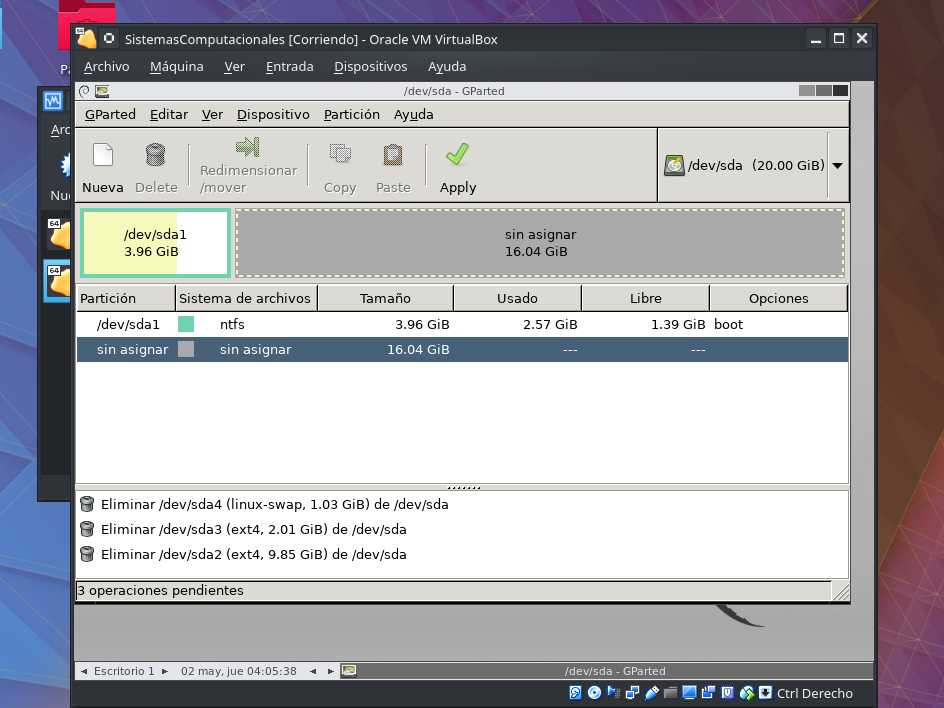 SistemasComputacionales [Corriendo] - Oracle VM VirtualBox
Archivo Máquina Ver Entrada Dispositivos Ayuda
/dev/sda - GParted
GParted Editar Ver Dispositivo Partición Ayuda
Nueva Delete Redimensionar /mover Copy Paste Apply /dev/sda (20.00 GiB)
/dev/sda1
3.96 GiB
sin asignar
16.04 GiB
Partición Sistema de archivos Tamaño Usado Libre Opciones
/dev/sda1 ntfs 3.96 GiB 2.57 GiB 1.39 GiB boot
sin asignar sin asignar 16.04 GiB --- ---
Eliminar /dev/sda4 (linux-swap, 1.03 GiB) de /dev/sda
Eliminar /dev/sda3 (ext4, 2.01 GiB) de /dev/sda
Eliminar /dev/sda2 (ext4, 9.85 GiB) de /dev/sda
3 operaciones pendientes
Escritorio 1 02 may, jue 04:05:38 /dev/sda - GParted
Ctrl Derecho
64
64
64